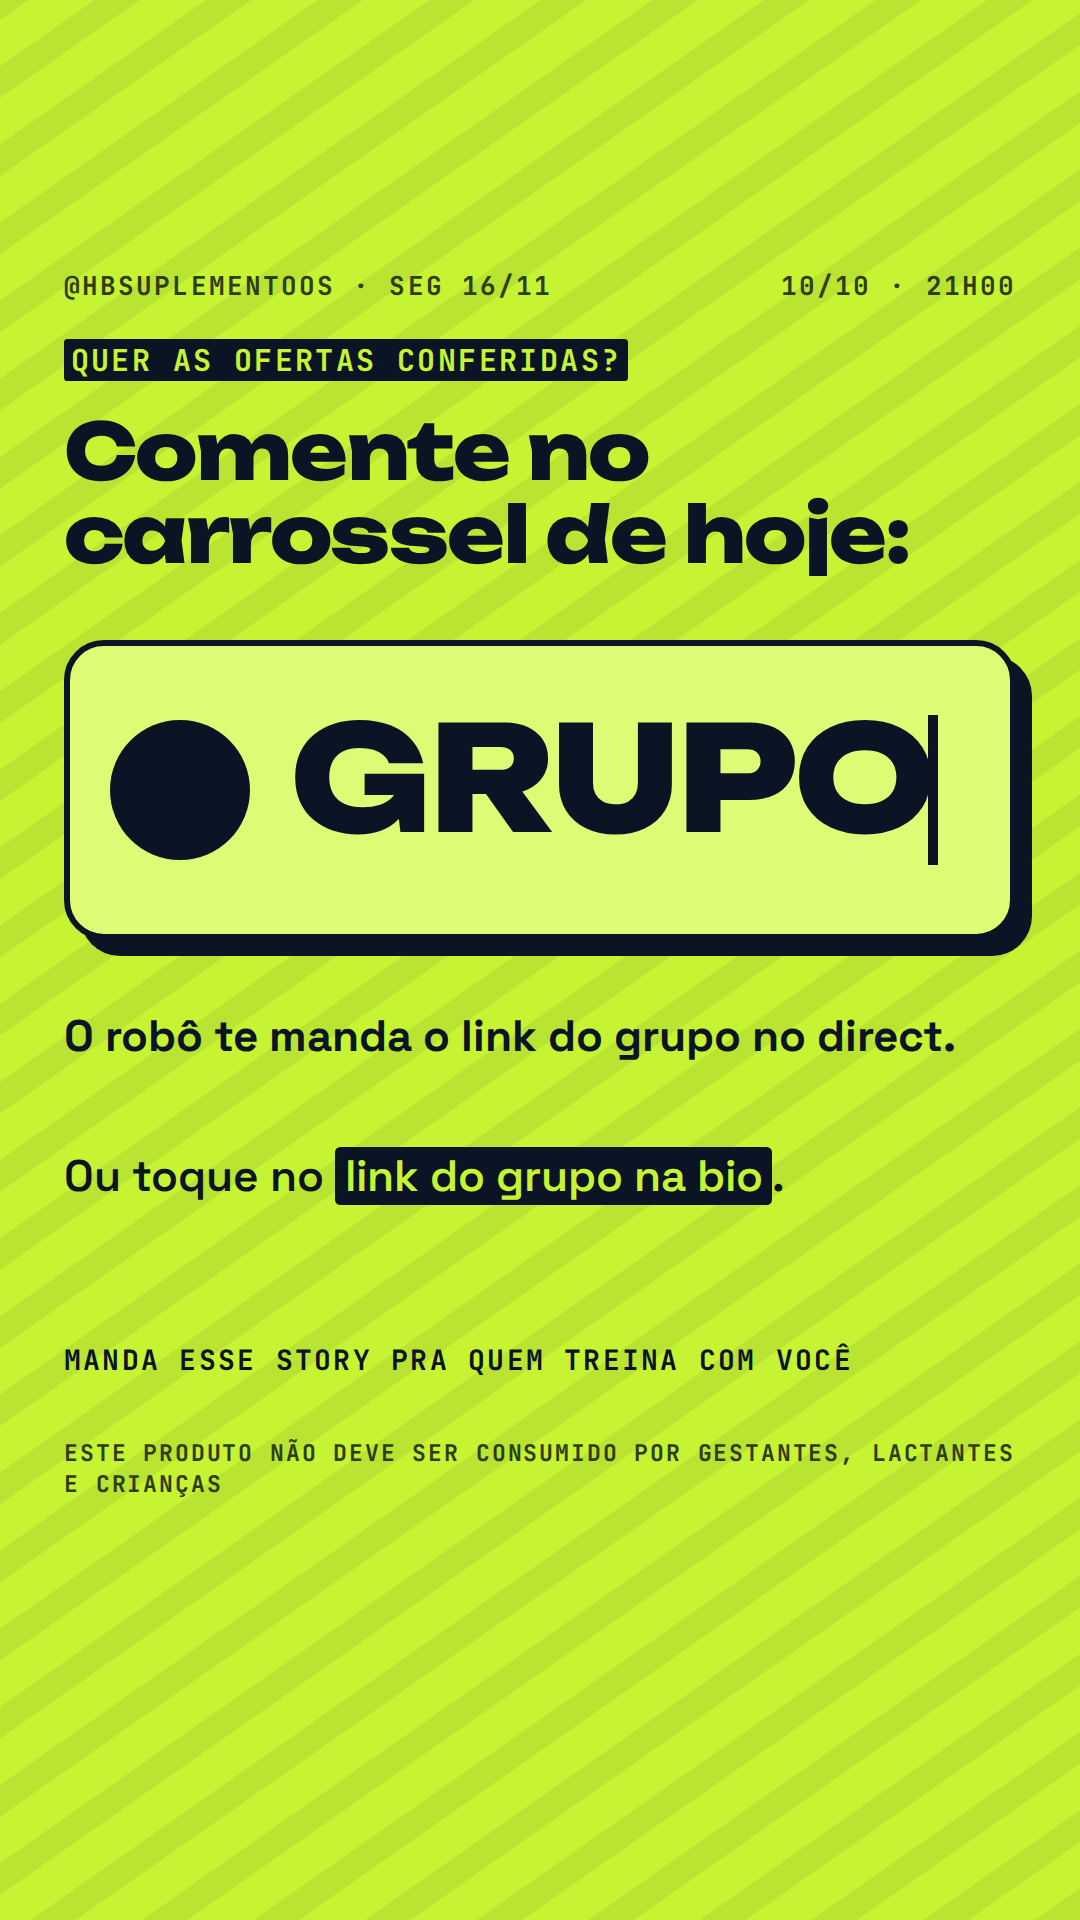 @HBSUPLEMENTOOS · SEG 16/11 10/10 · 21H00
QUER AS OFERTAS CONFERIDAS?
Comente no
carrossel de hoje:
GRUPO
O robô te manda o link do grupo no direct.
Ou toque no link do grupo na bio.
MANDA ESSE STORY PRA QUEM TREINA COM VOCÊ
ESTE PRODUTO NÃO DEVE SER CONSUMIDO POR GESTANTES, LACTANTES
E CRIANÇAS